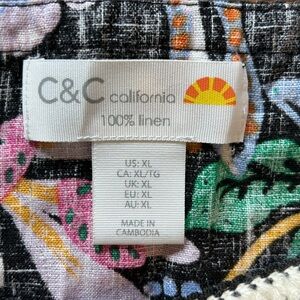 C&C california
100% linen
US: XL
CA: XL/TG
UK: XL
EU: XL
AU: XL
MADE IN
CAMBODIA